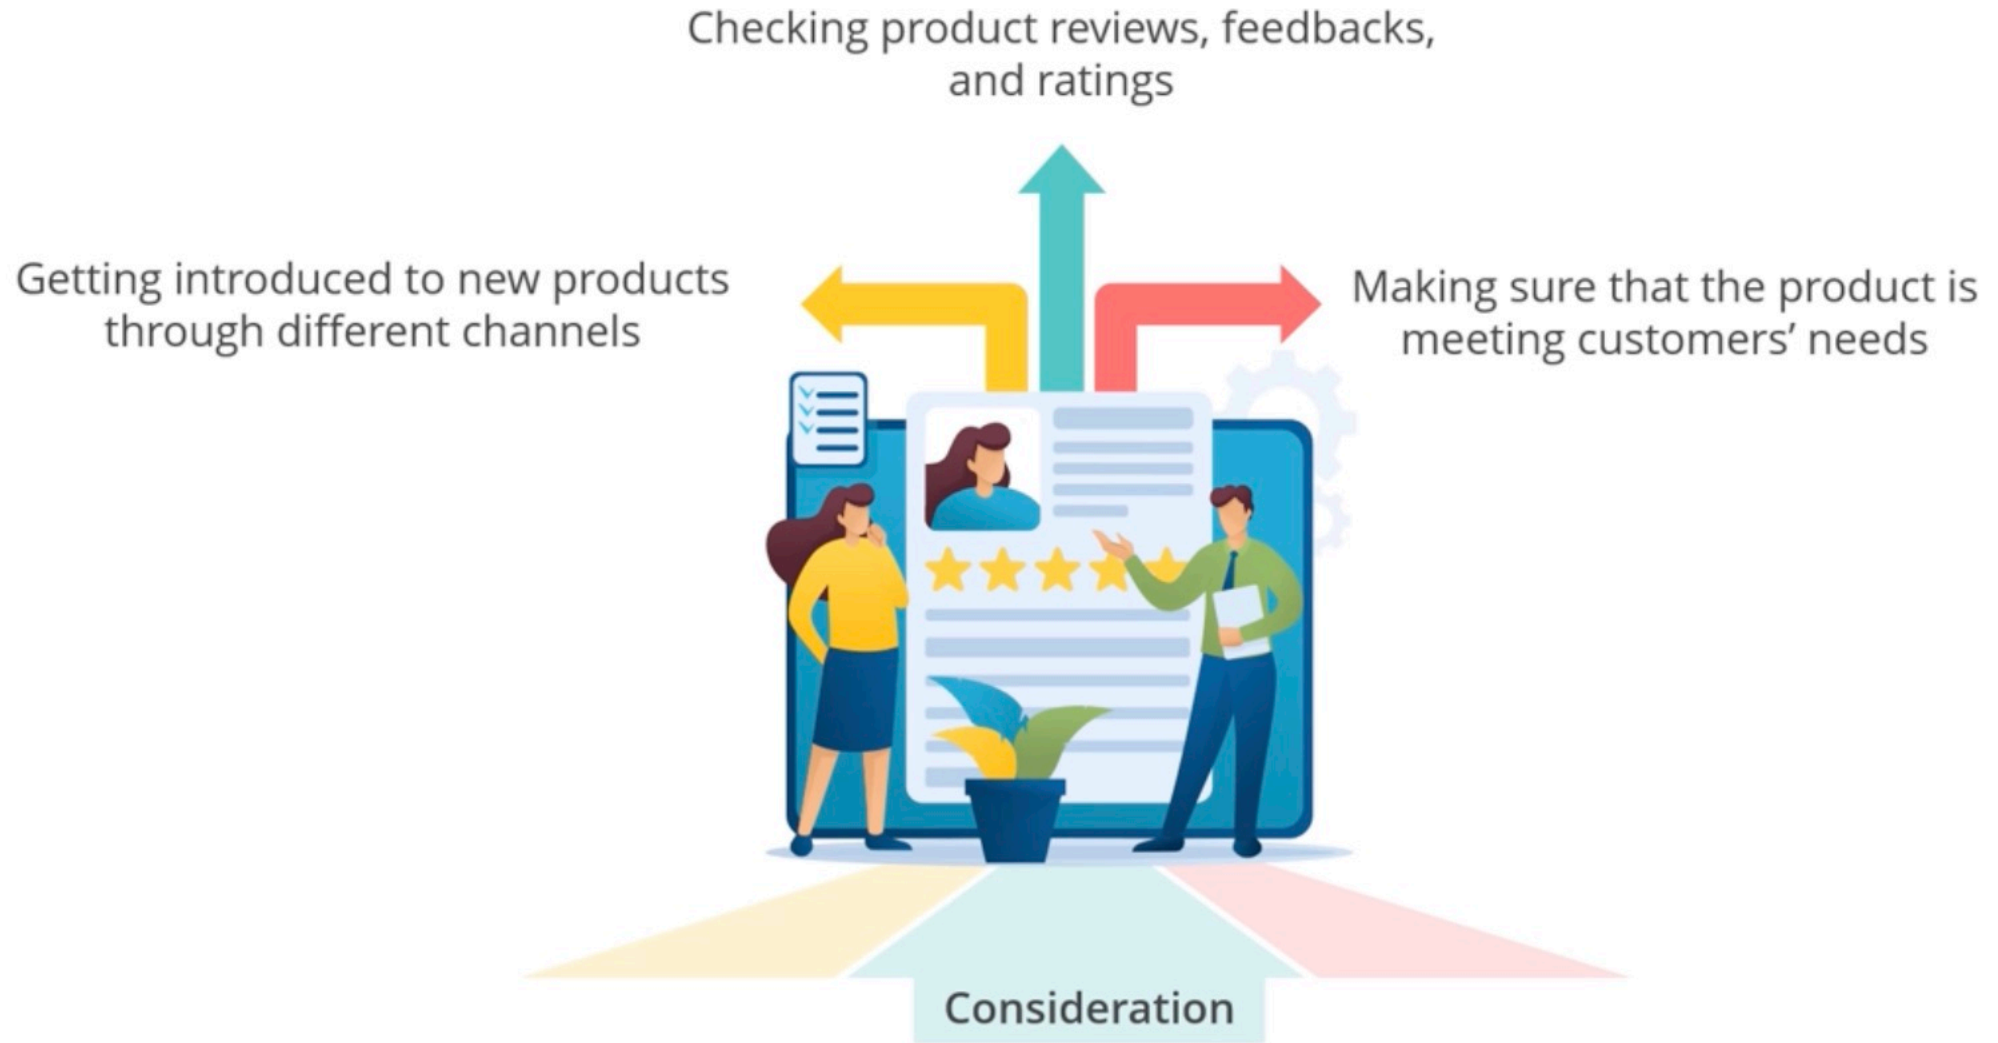 Checking product reviews, feedbacks,
and ratings
Getting introduced to new products
through different channels
Making sure that the product is
meeting customers’ needs
Consideration